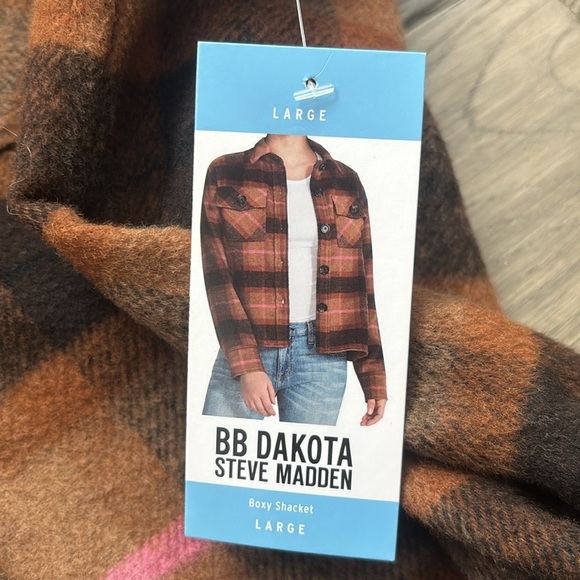 LARGE
BB DAKOTA
STEVE MADDEN
Boxy Shacket
LARGE